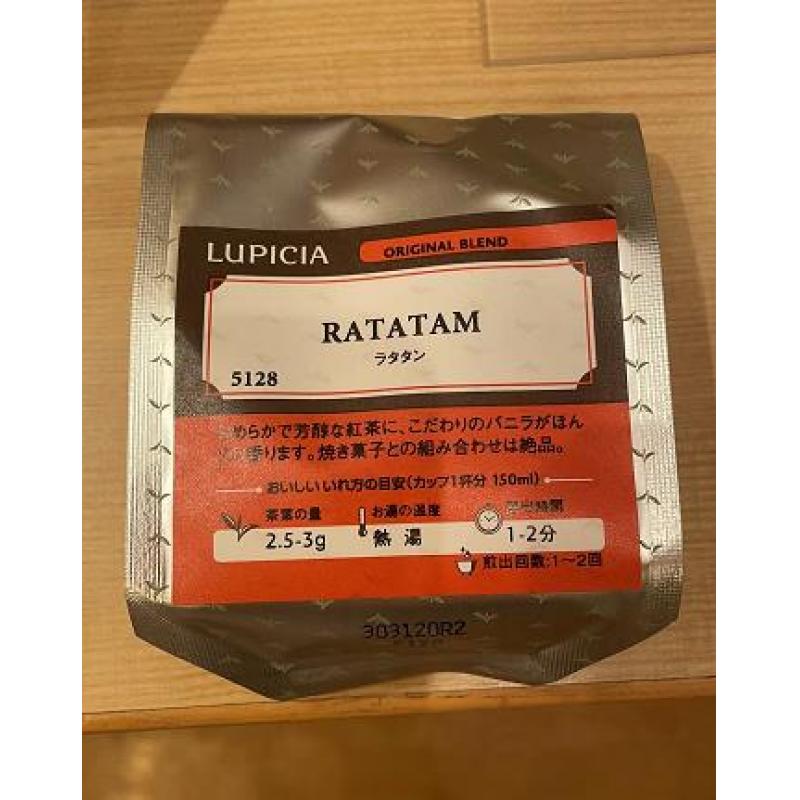 LUPICIA
ORIGINAL BLEND
RATATAM
ラタタン
5128
めらかで芳醇な紅茶に、こだわりのバニラがほん
香ります。焼き菓子との組み合わせは絶品。
おいしいいれ方の目安(カップ1杯分 150ml)
茶葉の量 お湯の温度
2.5-3g 熱湯 1-2分
煎出回数:1〜2回
303120R2